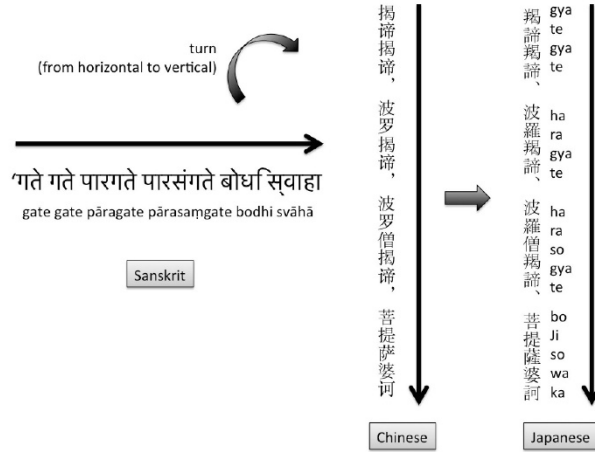 turn
(from horizontal to vertical)
'गते गते पारगते पारसंगते बोधि स्वाहा
gate gate pāragate pārasaṃgate bodhi svāhā
Sanskrit
揭谛揭谛，波罗揭谛，波罗僧揭谛，菩提萨婆诃
Chinese
羯諦羯諦、波羅羯諦、波羅僧羯諦、菩提薩婆訶
gya
te
gya
te
ha
ra
gya
te
ha
ra
so
gya
te
bo
Ji
so
wa
ka
Japanese